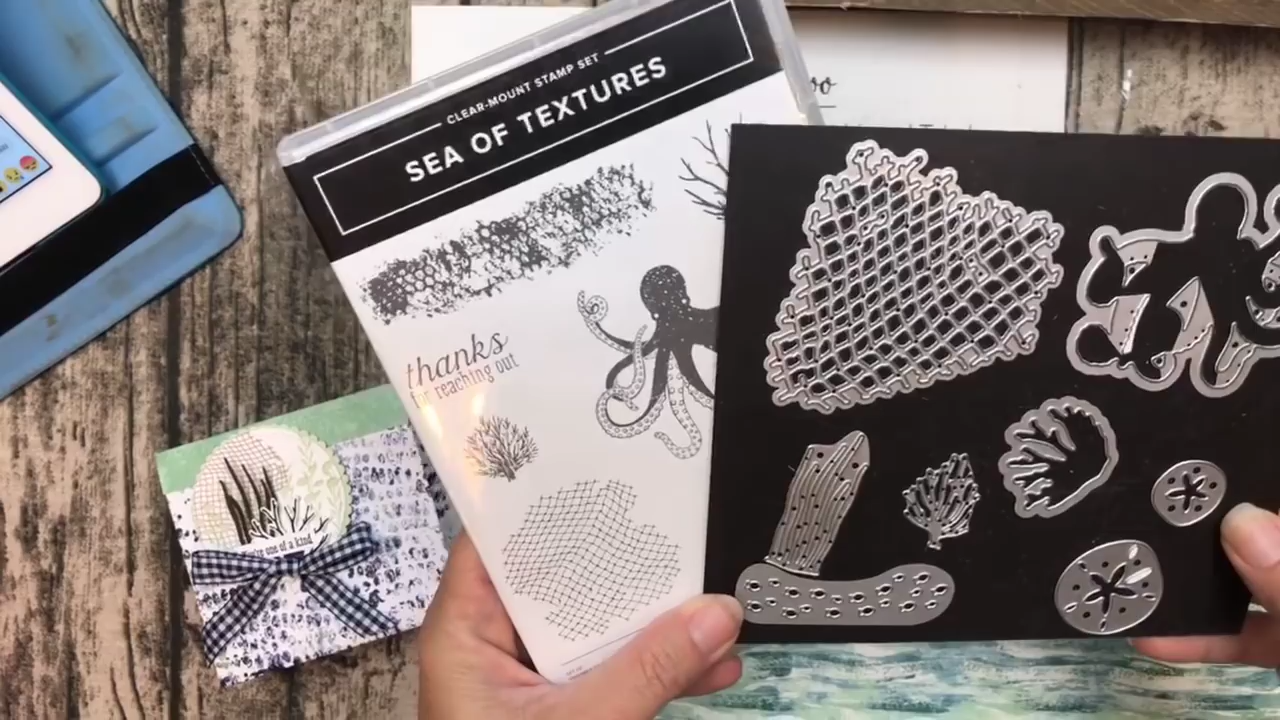 CLEAR-MOUNT STAMP SET
SEA OF TEXTURES
thanks
for reaching out
one of a kind